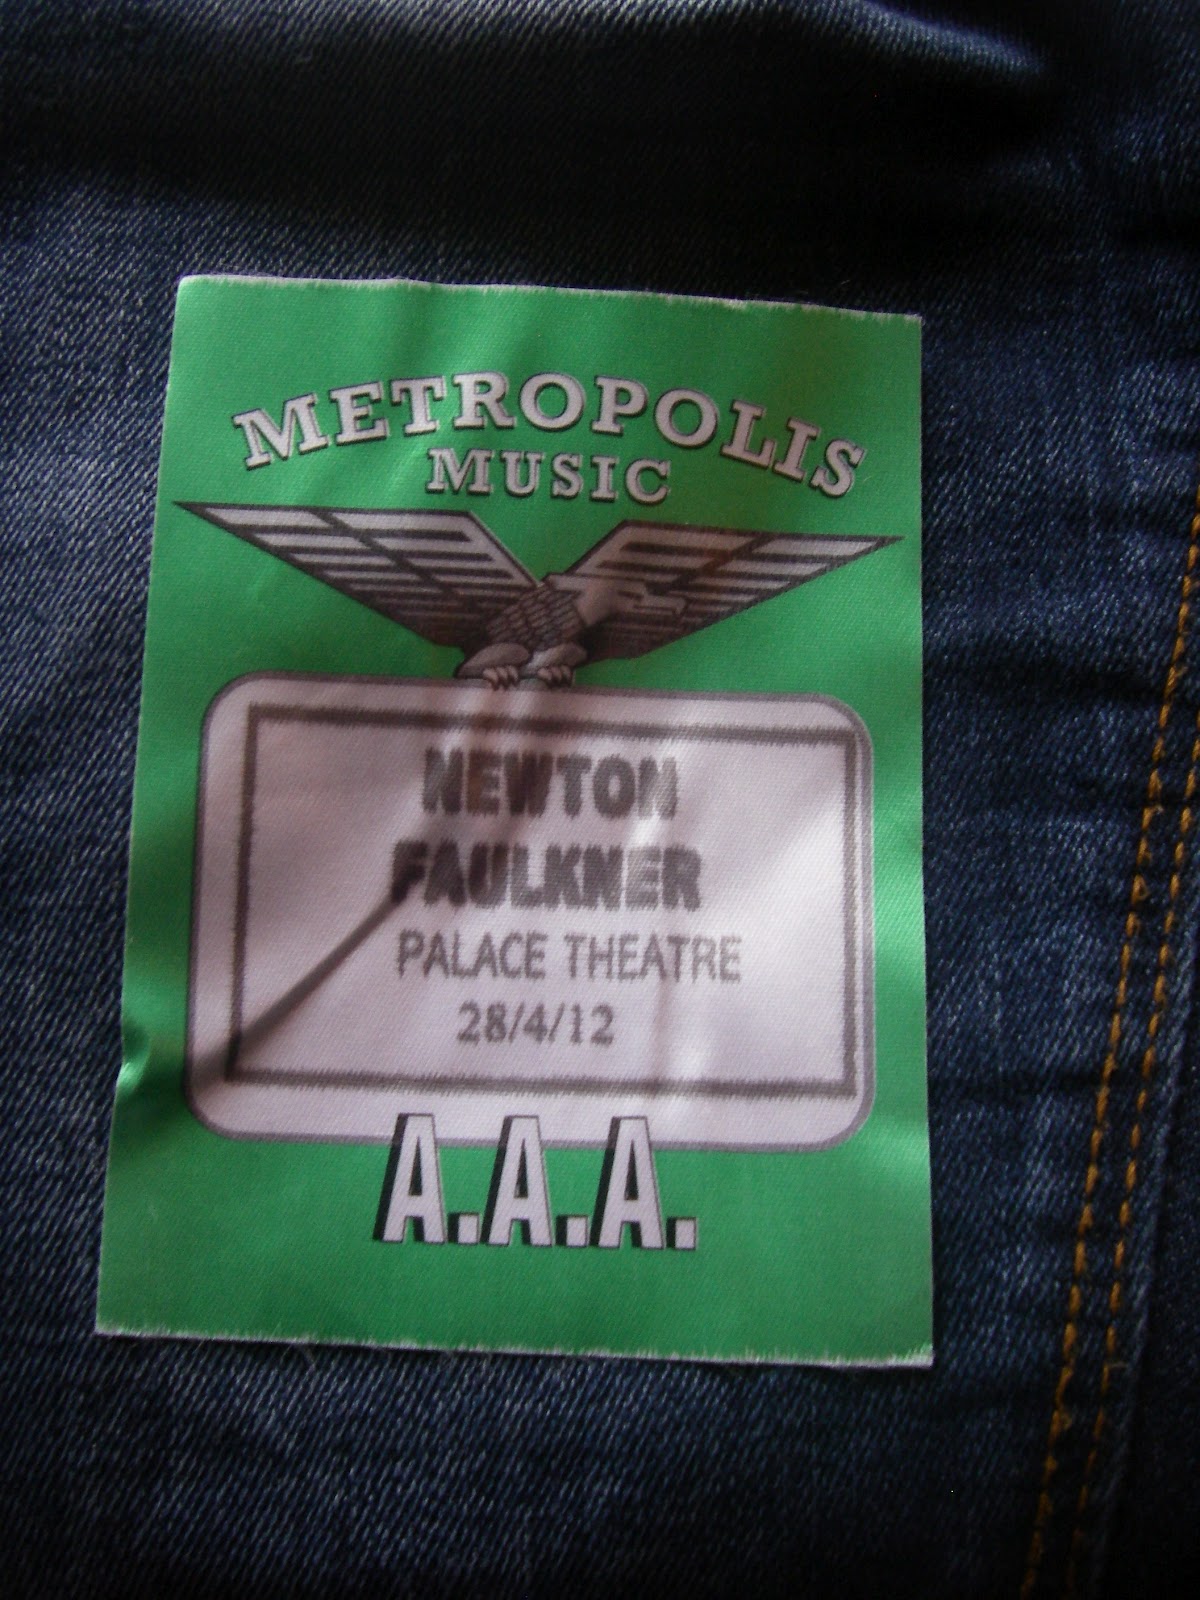 METROPOLIS
MUSIC
NEWTON
FAULKNER
PALACE THEATRE
28/4/12
A.A.A.